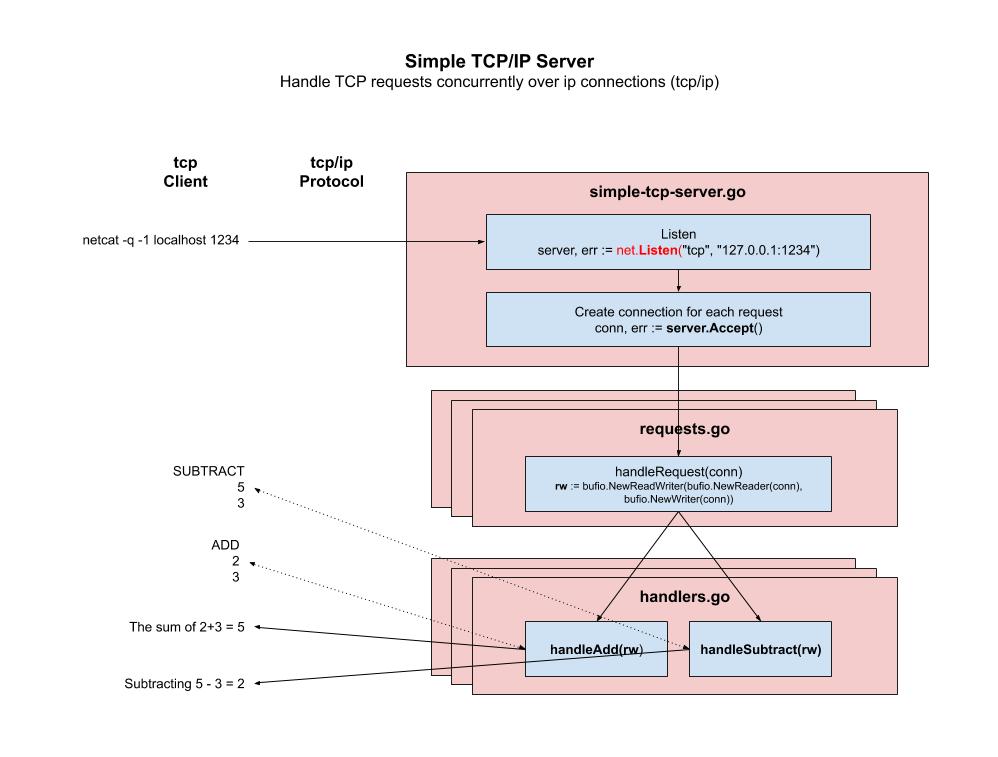 Simple TCP/IP Server
Handle TCP requests concurrently over ip connections (tcp/ip)
tcp
Client
tcp/ip
Protocol
simple-tcp-server.go
netcat -q -1 localhost 1234
Listen
server, err := net.Listen("tcp", "127.0.0.1:1234")
Create connection for each request
conn, err := server.Accept()
requests.go
handleRequest(conn)
rw := bufio.NewReadWriter(bufio.NewReader(conn),
bufio.NewWriter(conn))
SUBTRACT
5
3
ADD
2
3
handlers.go
The sum of 2+3 = 5
handleAdd(rw)
handleSubtract(rw)
Subtracting 5 - 3 = 2